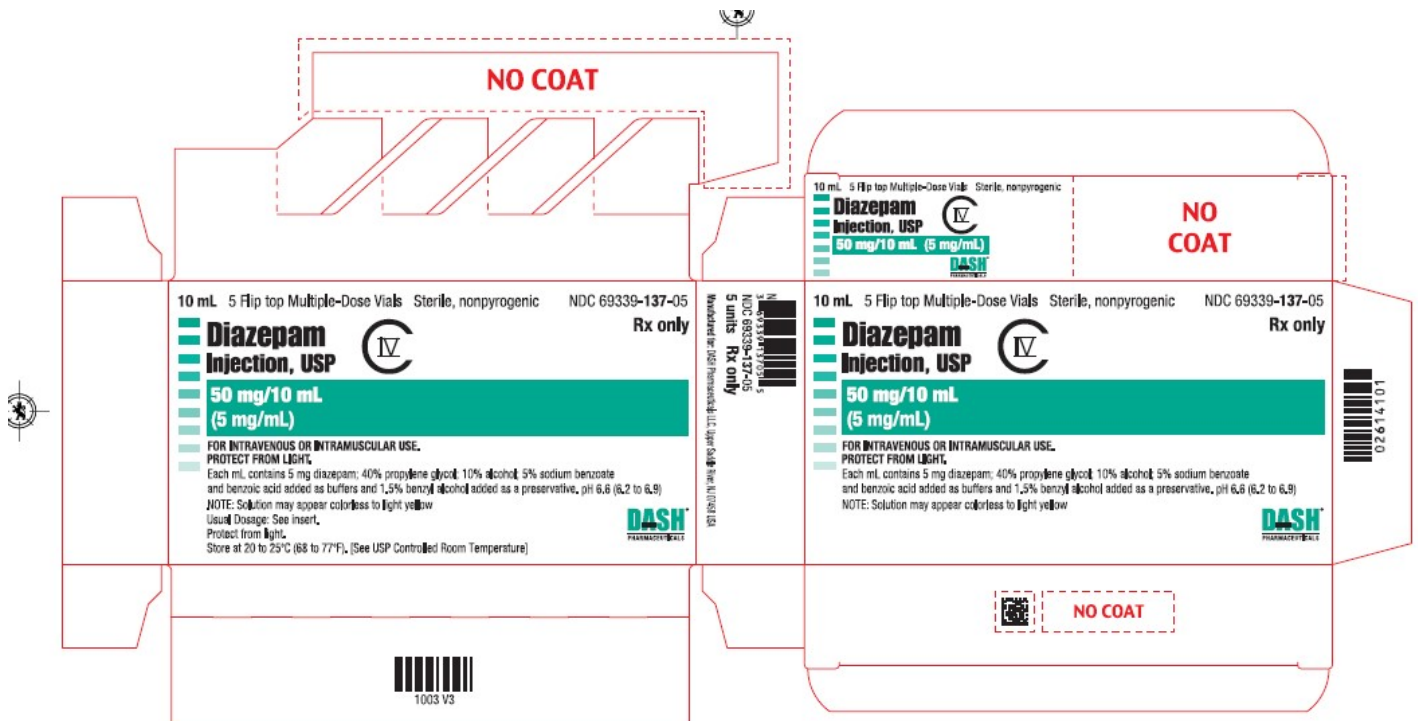 NO COAT
10 mL 5 Flip top Multiple-Dose Vials Sterile, nonpyrogenic
Diazepam
Injection, USP
CIV
50 mg/10 mL (5 mg/mL)
DASH
NO
COAT
10 mL 5 Flip top Multiple-Dose Vials Sterile, nonpyrogenic NDC 69339-137-05
Rx only
Diazepam
Injection, USP
CIV
50 mg/10 mL
(5 mg/mL)
FOR INTRAVENOUS OR INTRAMUSCULAR USE.
PROTECT FROM LIGHT.
Each mL contains 5 mg diazepam; 40% propylene glycol; 10% alcohol; 5% sodium benzoate
and benzoic acid added as buffers and 1.5% benzyl alcohol added as a preservative. pH 6.6 (6.2 to 6.9)
NOTE: Solution may appear colorless to light yellow
Usual Dosage: See insert.
Protect from light.
Store at 20 to 25°C (68 to 77°F). [See USP Controlled Room Temperature]
DASH
PHARMACEUTICALS
NDC 69339-137-05
5 units Rx only
Manufactured for: DASH Pharmaceuticals LLC, Upper Saddle River, NJ 07458 USA
10 mL 5 Flip top Multiple-Dose Vials Sterile, nonpyrogenic NDC 69339-137-05
Rx only
Diazepam
Injection, USP
CIV
50 mg/10 mL
(5 mg/mL)
FOR INTRAVENOUS OR INTRAMUSCULAR USE.
PROTECT FROM LIGHT.
Each mL contains 5 mg diazepam; 40% propylene glycol; 10% alcohol; 5% sodium benzoate
and benzoic acid added as buffers and 1.5% benzyl alcohol added as a preservative. pH 6.6 (6.2 to 6.9)
NOTE: Solution may appear colorless to light yellow
DASH
PHARMACEUTICALS
02614101
NO COAT
1003 V3